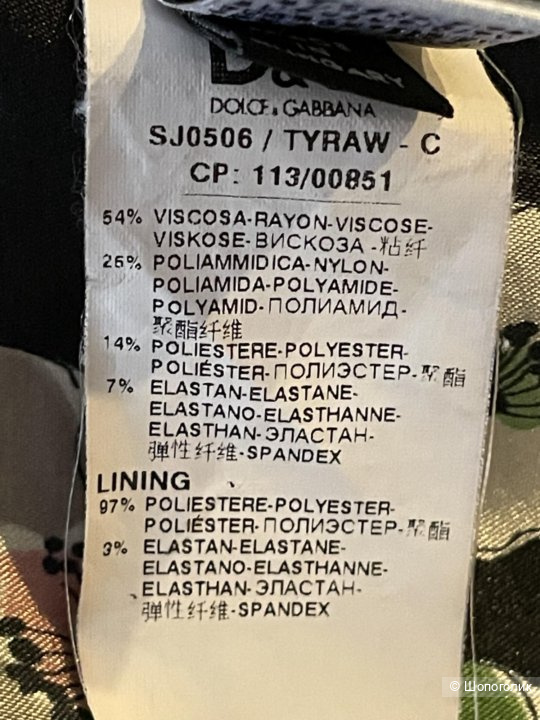 D&G
DOLCE & GABBANA
SJ0506 / TYRAW - C
CP: 113/00851
54% VISCOSA-RAYON-VISCOSE-
VISKOSE-ВИСКОЗА -粘纤
26% POLIAMMIDICA-NYLON-
POLIAMIDA-POLYAMIDE-
POLYAMID-ПОЛИАМИД-
聚酯纤维
14% POLIESTERE-POLYESTER-
POLIÉSTER-ПОЛИЭСТЕР-聚酯
7% ELASTAN-ELASTANE-
ELASTANO-ELASTHANNE-
ELASTHAN-ЭЛАСТАН-
弹性纤维-SPANDEX
LINING
97% POLIESTERE-POLYESTER-
POLIÉSTER-ПОЛИЭСТЕР-聚酯
3% ELASTAN-ELASTANE-
ELASTANO-ELASTHANNE-
ELASTHAN-ЭЛАСТАН-
弹性纤维-SPANDEX
© Шопоголик